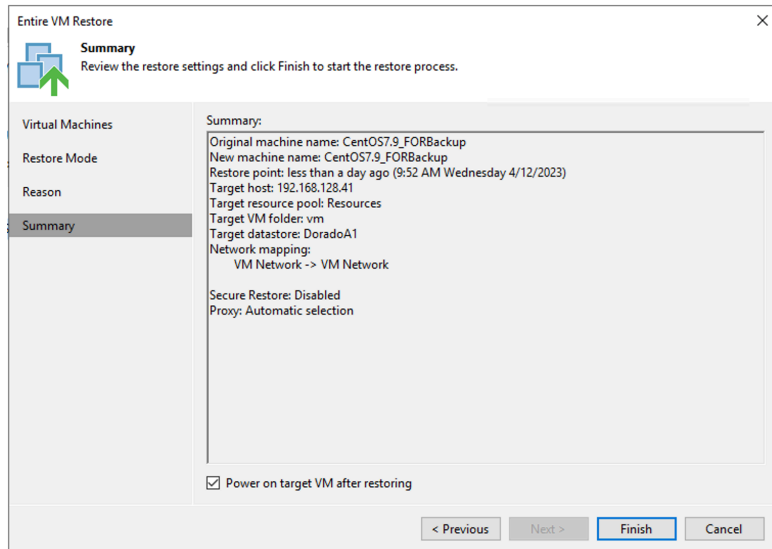 Entire VM Restore
Summary
Review the restore settings and click Finish to start the restore process.
Virtual Machines
Restore Mode
Reason
Summary
Summary:
Original machine name: CentOS7.9_FORBackup
New machine name: CentOS7.9_FORBackup
Restore point: less than a day ago (9:52 AM Wednesday 4/12/2023)
Target host: 192.168.128.41
Target resource pool: Resources
Target VM folder: vm
Target datastore: DoradoA1
Network mapping:
VM Network -> VM Network
Secure Restore: Disabled
Proxy: Automatic selection
Power on target VM after restoring
< Previous
Next >
Finish
Cancel